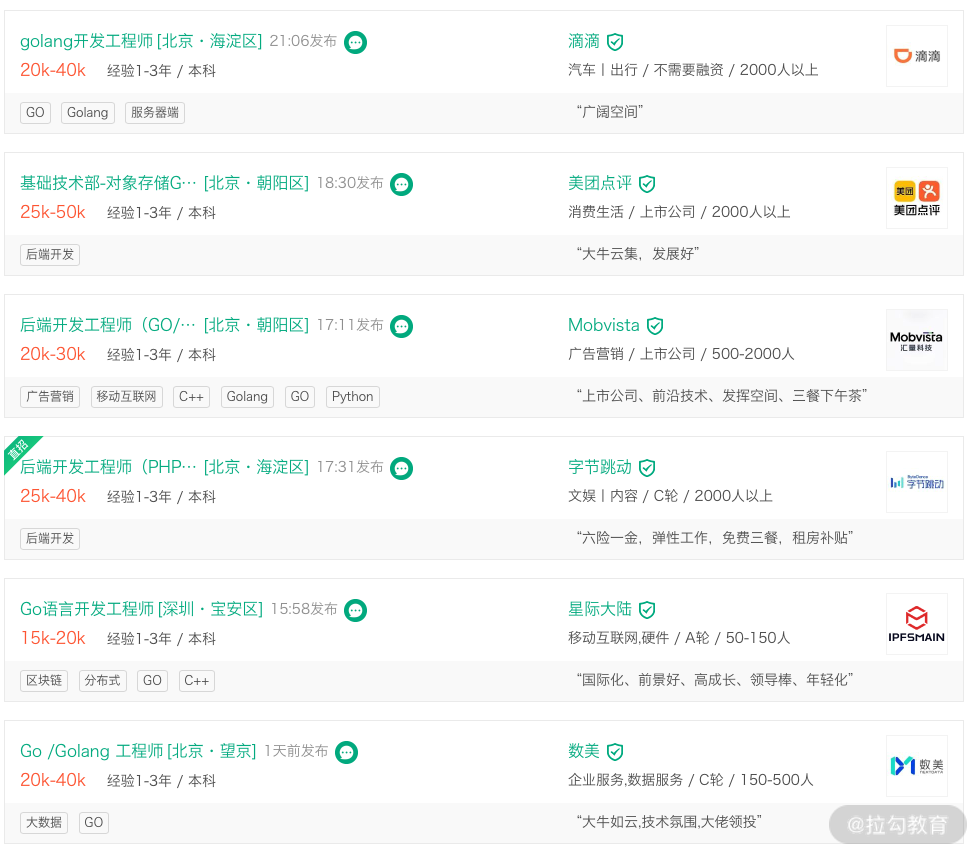 golang开发工程师 [北京·海淀区] 21:06发布
20k-40k 经验1-3年 / 本科
GO Golang 服务器端
滴滴
汽车丨出行 / 不需要融资 / 2000人以上
“广阔空间”
滴滴
基础技术部-对象存储G··· [北京·朝阳区] 18:30发布
25k-50k 经验1-3年 / 本科
后端开发
美团点评
消费生活 / 上市公司 / 2000人以上
“大牛云集，发展好”
美团
美团点评
后端开发工程师（GO/··· [北京·朝阳区] 17:11发布
20k-30k 经验1-3年 / 本科
广告营销 移动互联网 C++ Golang GO Python
Mobvista
广告营销 / 上市公司 / 500-2000人
“上市公司、前沿技术、发挥空间、三餐下午茶”
Mobvista
汇量科技
直招
后端开发工程师（PHP··· [北京·海淀区] 17:31发布
25k-40k 经验1-3年 / 本科
后端开发
字节跳动
文娱丨内容 / C轮 / 2000人以上
“六险一金，弹性工作，免费三餐，租房补贴”
ByteDance
字节跳动
Go语言开发工程师 [深圳·宝安区] 15:58发布
15k-20k 经验1-3年 / 本科
区块链 分布式 GO C++
星际大陆
移动互联网,硬件 / A轮 / 50-150人
“国际化、前景好、高成长、领导棒、年轻化”
IPFSMAIN
Go /Golang 工程师 [北京·望京] 1天前发布
20k-40k 经验1-3年 / 本科
大数据 GO
数美
企业服务,数据服务 / C轮 / 150-500人
“大牛如云,技术氛围,大佬领投”
数美
NEXTDATA
@拉勾教育